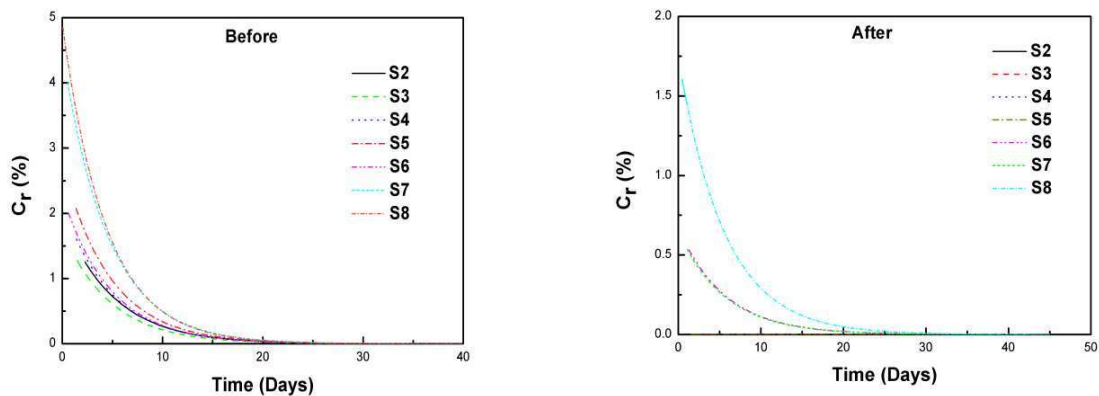 Before
5
4
3
2
1
0
Cr (%)
S2
S3
S4
S5
S6
S7
S8
0 10 20 30 40
Time (Days)
After
2.0
1.5
1.0
0.5
0.0
Cr (%)
S2
S3
S4
S5
S6
S7
S8
0 10 20 30 40 50
Time (Days)